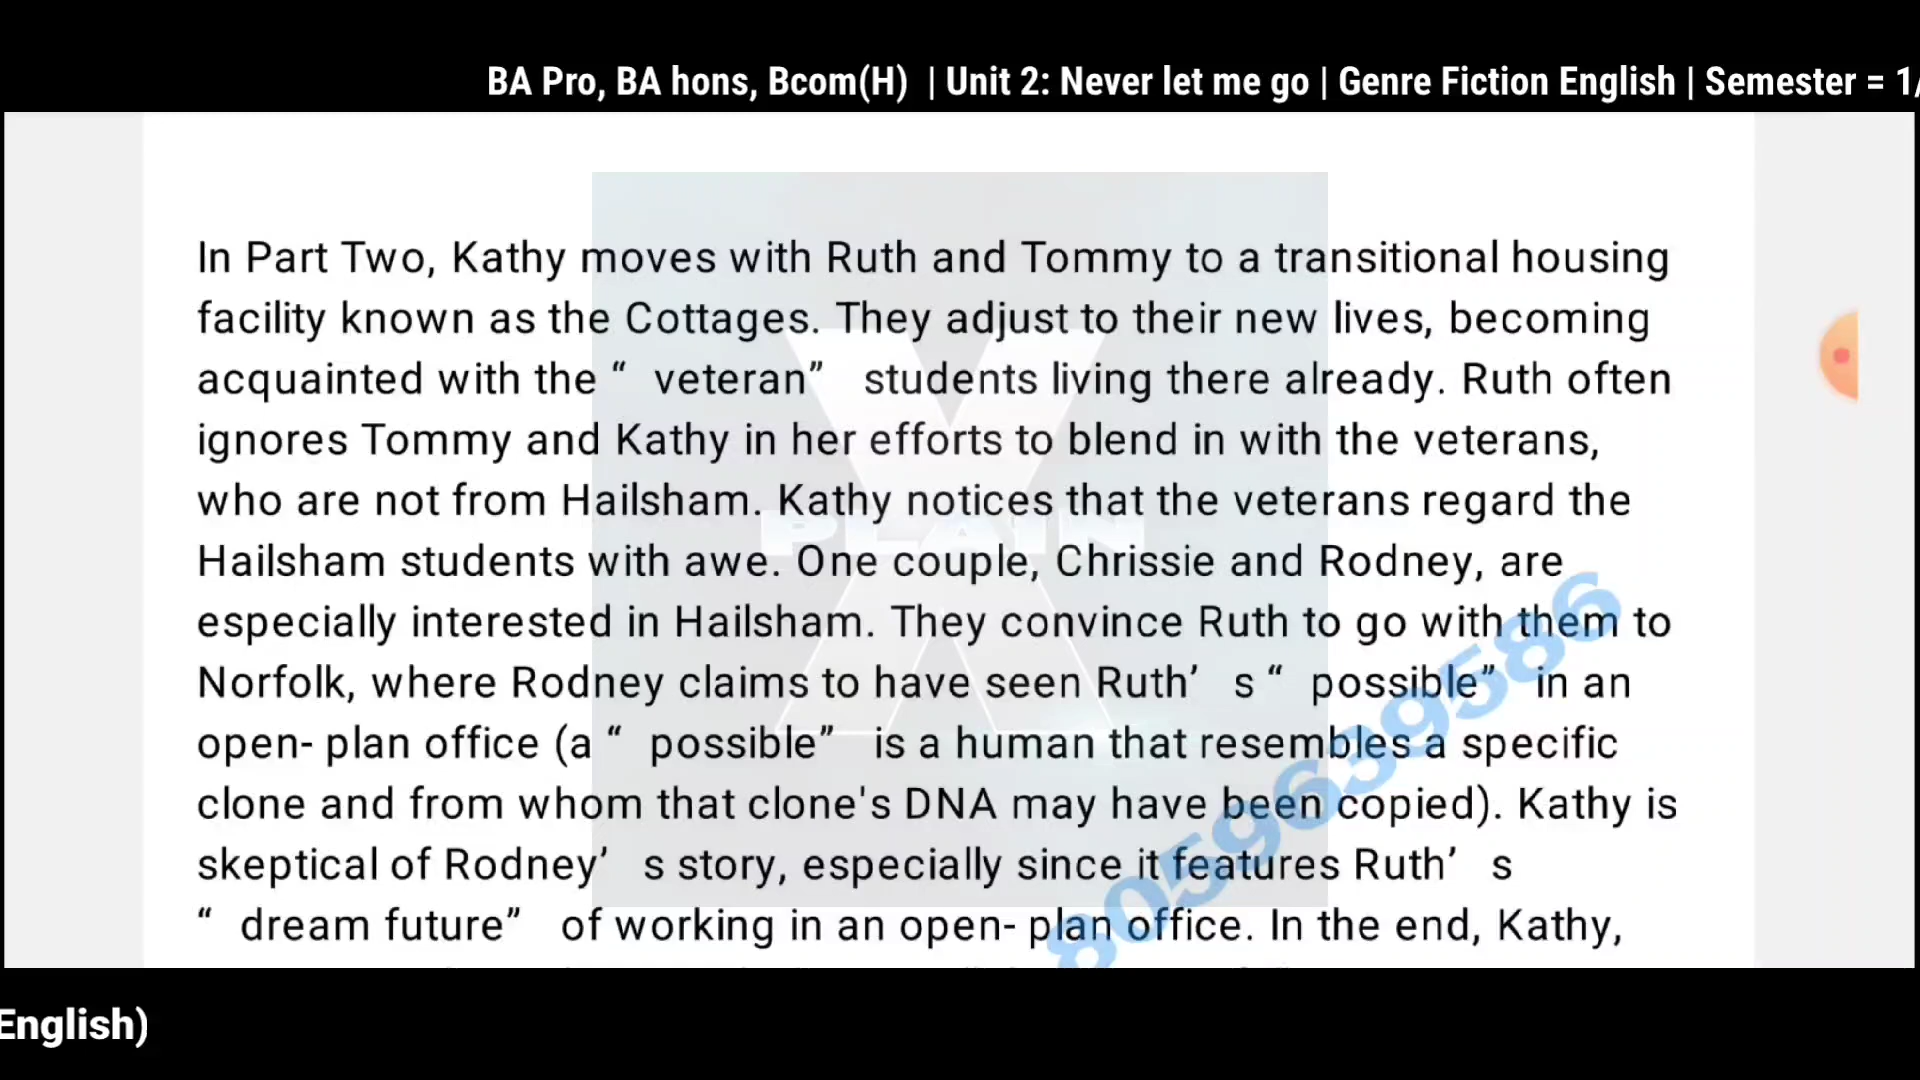 BA Pro, BA hons, Bcom(H) | Unit 2: Never let me go | Genre Fiction English | Semester = 1/
In Part Two, Kathy moves with Ruth and Tommy to a transitional housing
facility known as the Cottages. They adjust to their new lives, becoming
acquainted with the “ veteran” students living there already. Ruth often
ignores Tommy and Kathy in her efforts to blend in with the veterans,
who are not from Hailsham. Kathy notices that the veterans regard the
Hailsham students with awe. One couple, Chrissie and Rodney, are
especially interested in Hailsham. They convince Ruth to go with them to
Norfolk, where Rodney claims to have seen Ruth’ s “ possible” in an
open- plan office (a “ possible” is a human that resembles a specific
clone and from whom that clone's DNA may have been copied). Kathy is
skeptical of Rodney’ s story, especially since it features Ruth’ s
“ dream future” of working in an open- plan office. In the end, Kathy,
X
PLAIN
8059639586
English)